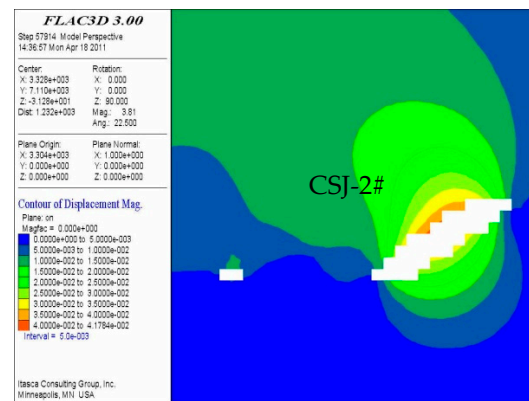 FLAC3D 3.00
Step 57914 Model Perspective
14:36:57 Mon Apr 18 2011
Center: Rotation:
X: 3.328e+003 X: 0.000
Y: 7.110e+003 Y: 0.000
Z: -3.128e+001 Z: 90.000
Dist: 1.232e+003 Mag.: 3.81
Ang.: 22.500
Plane Origin: Plane Normal:
X: 3.304e+003 X: 1.000e+000
Y: 0.000e+000 Y: 0.000e+000
Z: 0.000e+000 Z: 0.000e+000
Contour of Displacement Mag.
Plane: on
Magfac = 0.000e+000
0.0000e+000 to 5.0000e-003
5.0000e-003 to 1.0000e-002
1.0000e-002 to 1.5000e-002
1.5000e-002 to 2.0000e-002
2.0000e-002 to 2.5000e-002
2.5000e-002 to 3.0000e-002
3.0000e-002 to 3.5000e-002
3.5000e-002 to 4.0000e-002
4.0000e-002 to 4.1784e-002
Interval = 5.0e-003
Itasca Consulting Group, Inc.
Minneapolis, MN USA
CSJ-2#